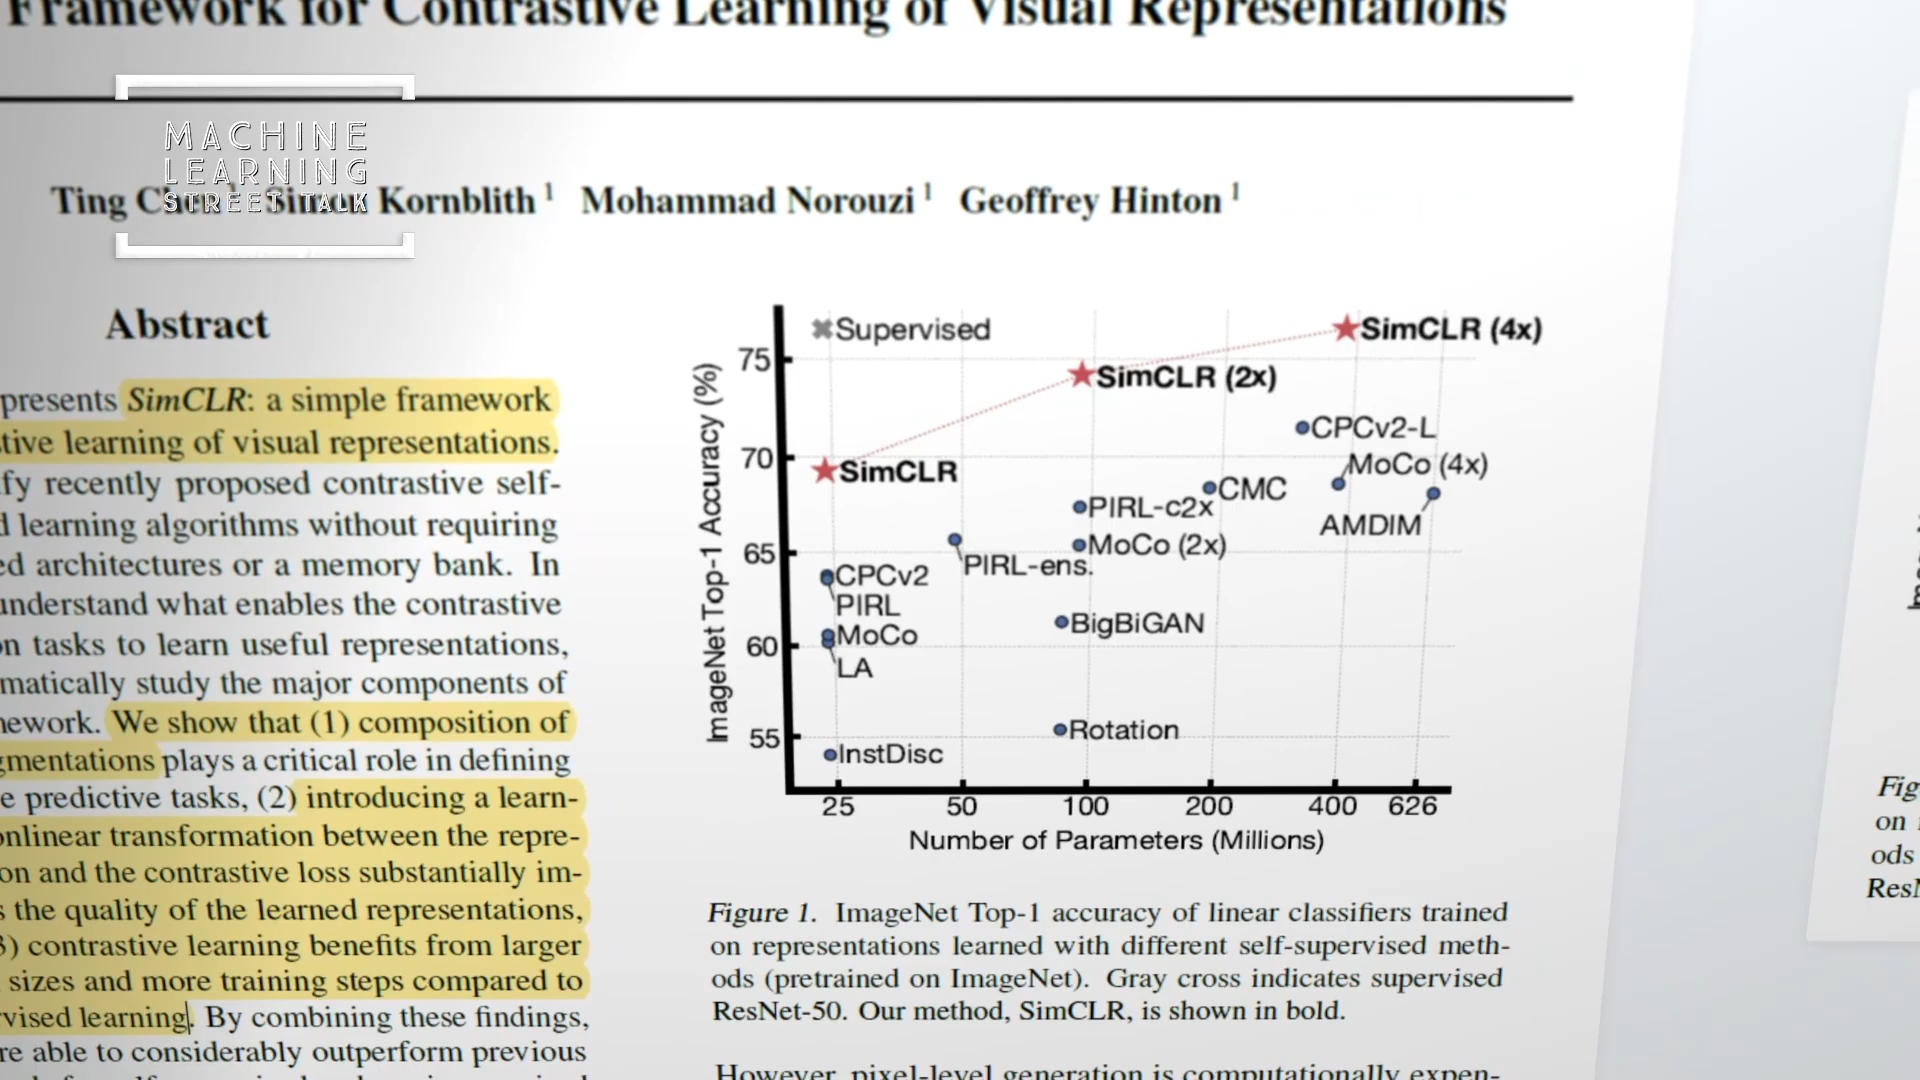 Framework for Contrastive Learning of Visual Representations
MACHINE
LEARNING
STREET TALK
Ting Kornblith 1 Mohammad Norouzi 1 Geoffrey Hinton 1
Abstract
presents SimCLR: a simple framework
tive learning of visual representations.
fy recently proposed contrastive self-
d learning algorithms without requiring
ed architectures or a memory bank. In
understand what enables the contrastive
on tasks to learn useful representations,
matically study the major components of
mework. We show that (1) composition of
gmentations plays a critical role in defining
e predictive tasks, (2) introducing a learn-
onlinear transformation between the repre-
on and the contrastive loss substantially im-
s the quality of the learned representations,
3) contrastive learning benefits from larger
sizes and more training steps compared to
rvised learning. By combining these findings,
re able to considerably outperform previous
ImageNet Top-1 Accuracy (%)
75
70
65
60
55
Supervised
SimCLR (4x)
SimCLR (2x)
CPCv2-L
MoCo (4x)
SimCLR
CMC
PIRL-c2x
AMDIM
MoCo (2x)
PIRL-ens.
CPCv2
PIRL
BigBiGAN
MoCo
LA
Rotation
InstDisc
25 50 100 200 400 626
Number of Parameters (Millions)
Figure 1. ImageNet Top-1 accuracy of linear classifiers trained
on representations learned with different self-supervised meth-
ods (pretrained on ImageNet). Gray cross indicates supervised
ResNet-50. Our method, SimCLR, is shown in bold.
However, pixel-level generation is computationally expen-
Fig
on
ods
ResN